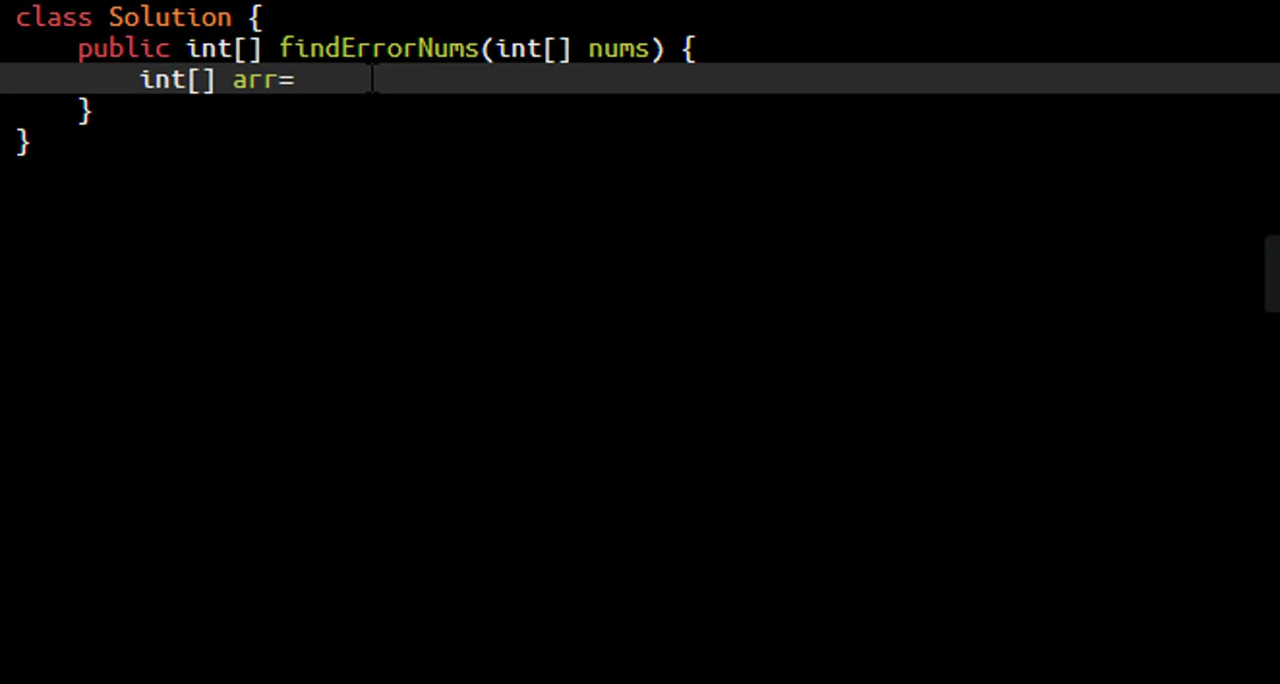 class Solution {
    public int[] findErrorNums(int[] nums) {
        int[] arr=
    }
}